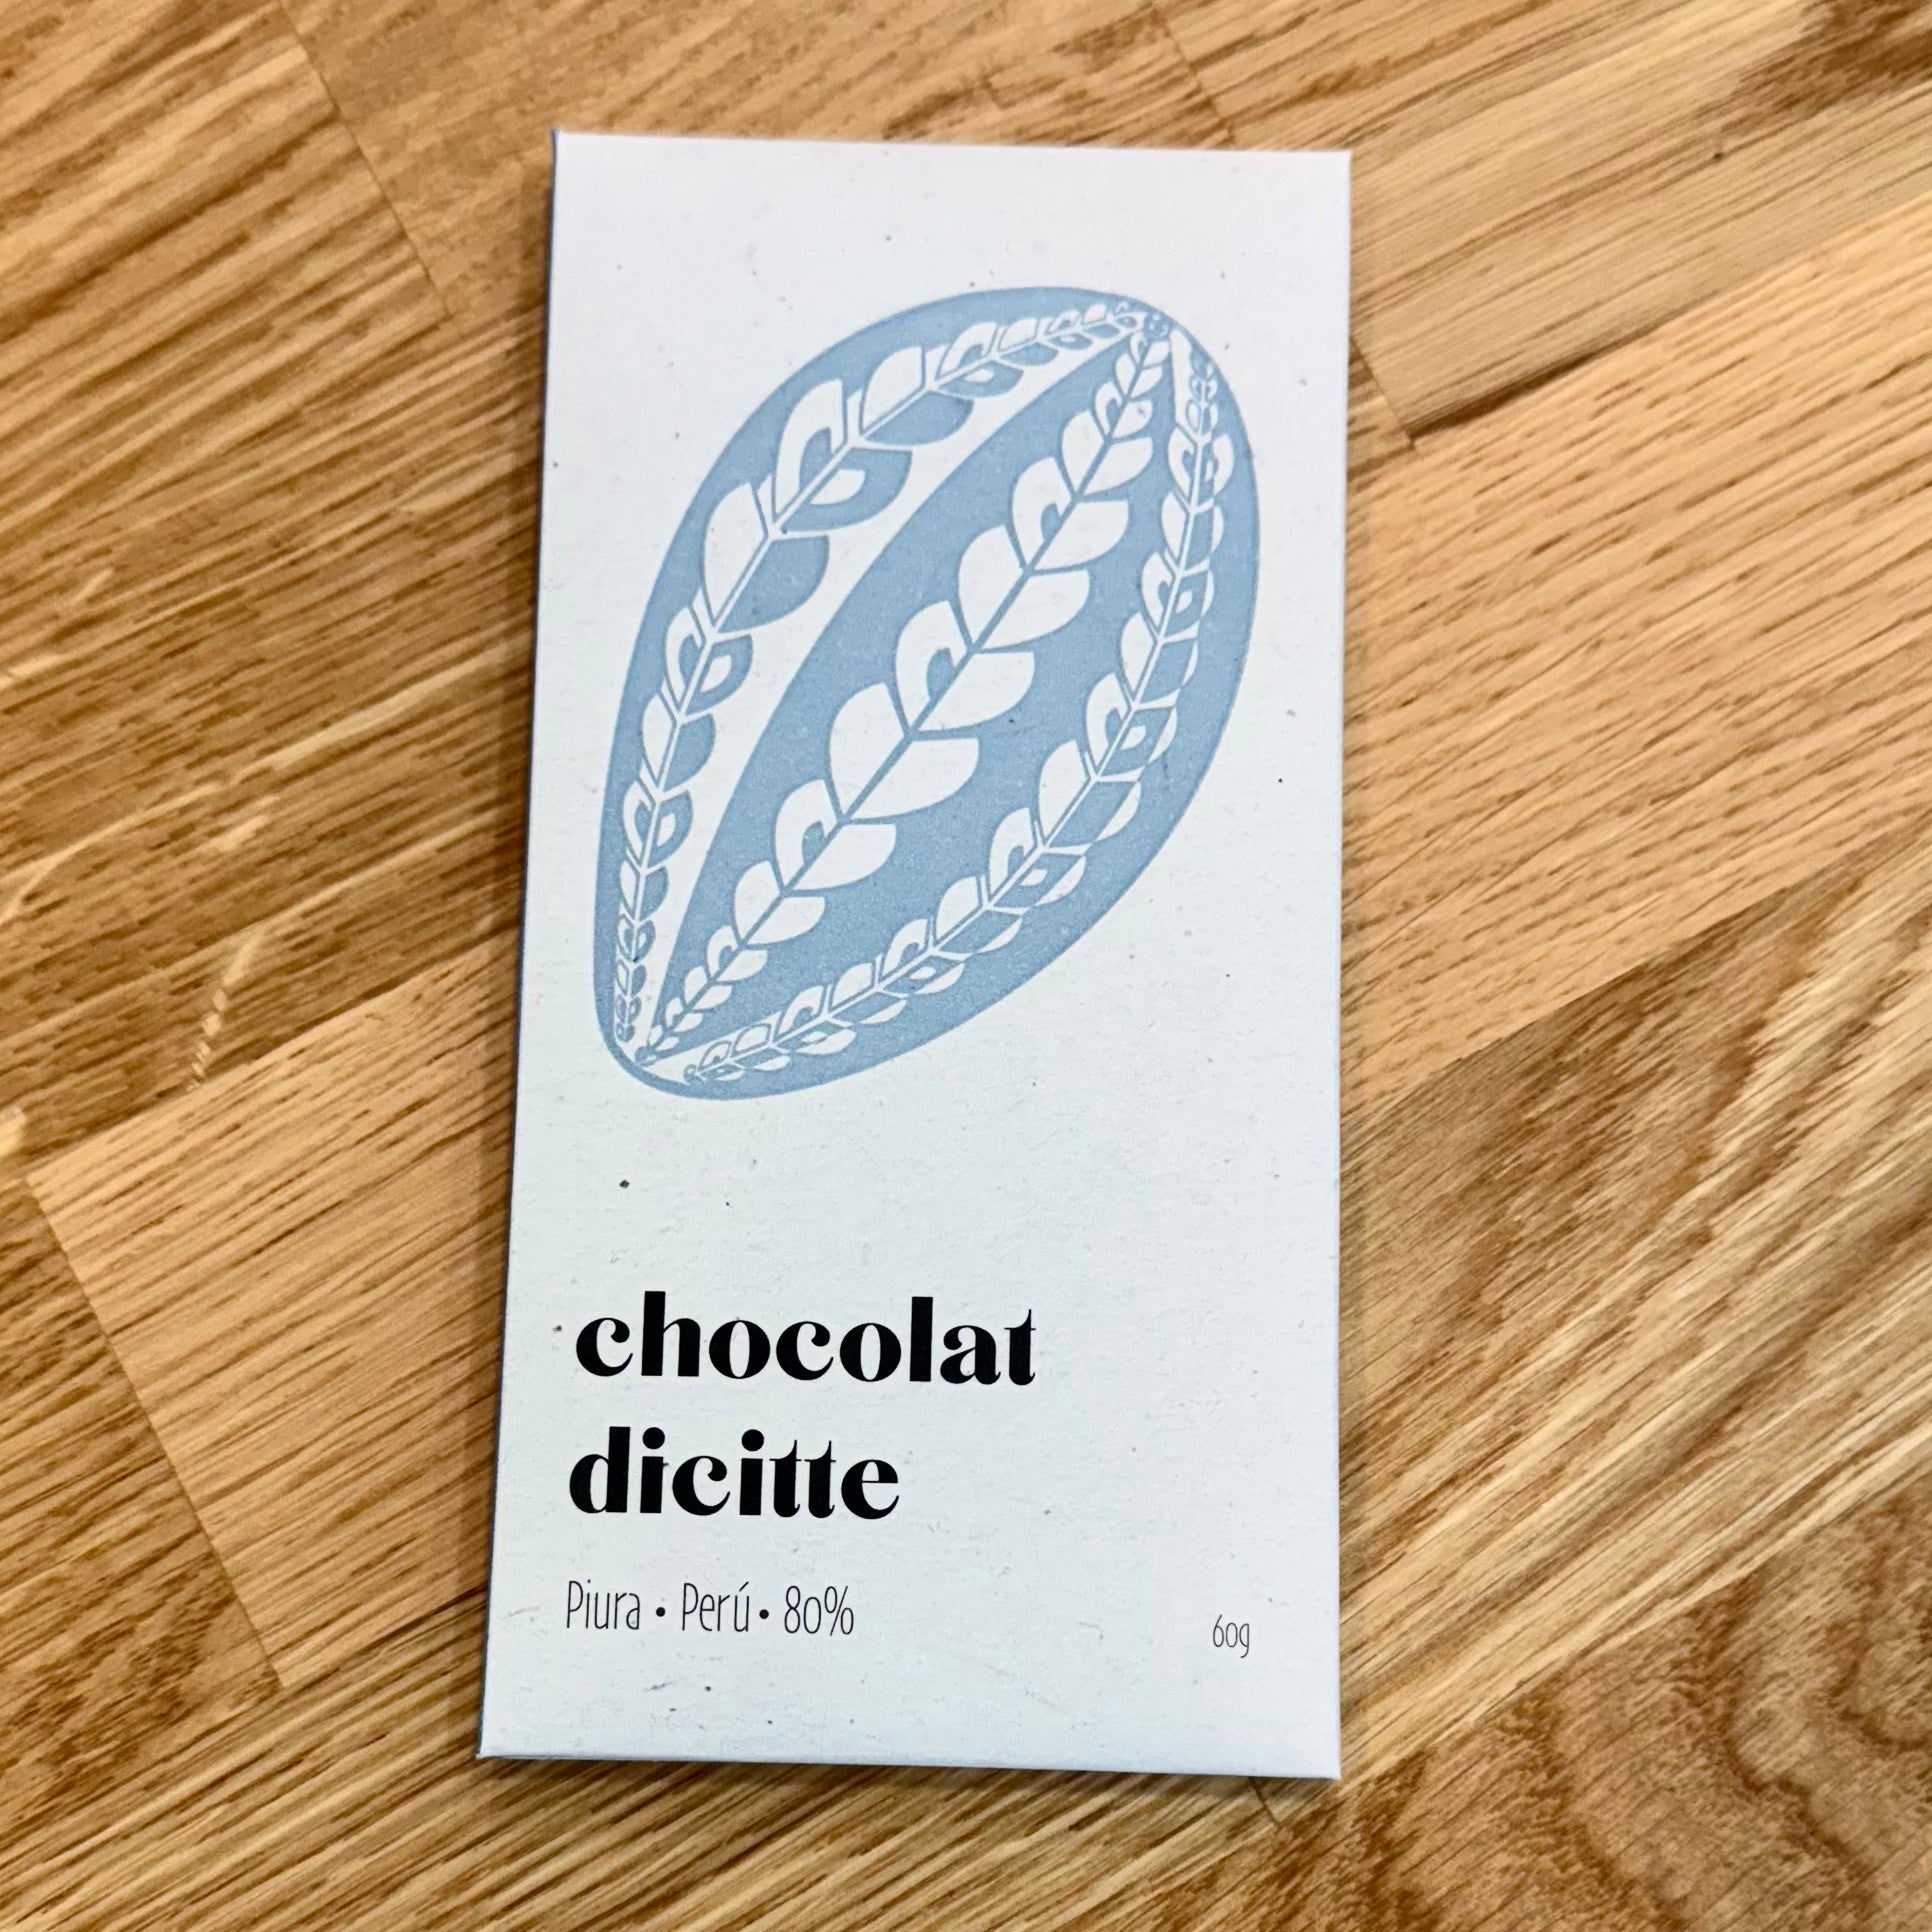 chocolat
dicitte
Piura • Perú • 80%
60g